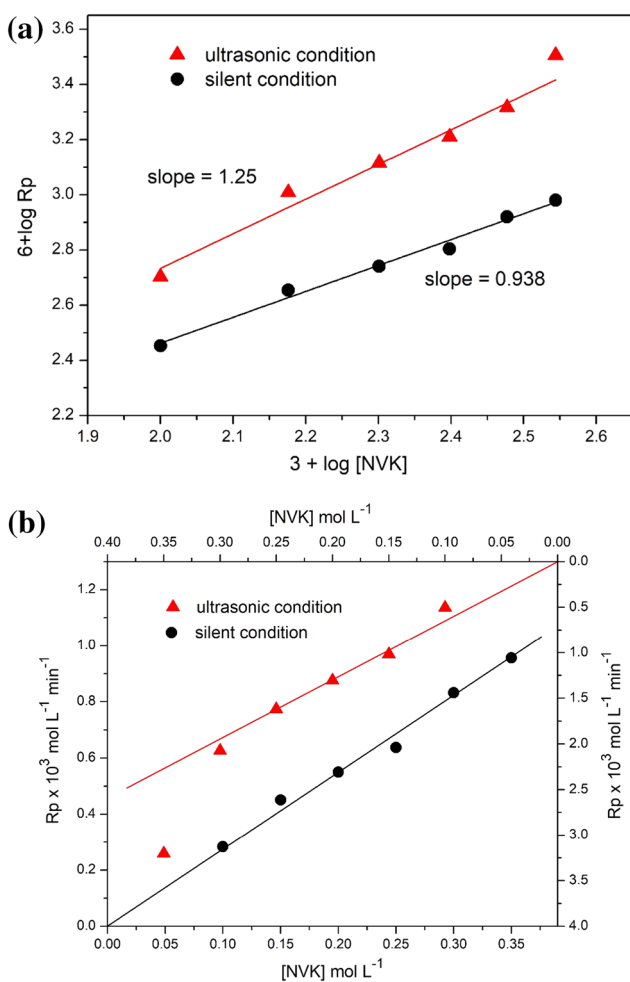 (a)
3.6
3.4
3.2
3.0
2.8
2.6
2.4
2.2
6+log Rp
ultrasonic condition
silent condition
slope = 1.25
slope = 0.938
1.9 2.0 2.1 2.2 2.3 2.4 2.5 2.6
3 + log [NVK]
(b)
[NVK] mol L⁻¹
0.40 0.35 0.30 0.25 0.20 0.15 0.10 0.05 0.00
1.2
1.0
0.8
0.6
0.4
0.2
0.0
Rp x 10³ mol L⁻¹ min⁻¹
ultrasonic condition
silent condition
0.0
0.5
1.0
1.5
2.0
2.5
3.0
3.5
4.0
Rp x 10³ mol L⁻¹ min⁻¹
0.00 0.05 0.10 0.15 0.20 0.25 0.30 0.35
[NVK] mol L⁻¹